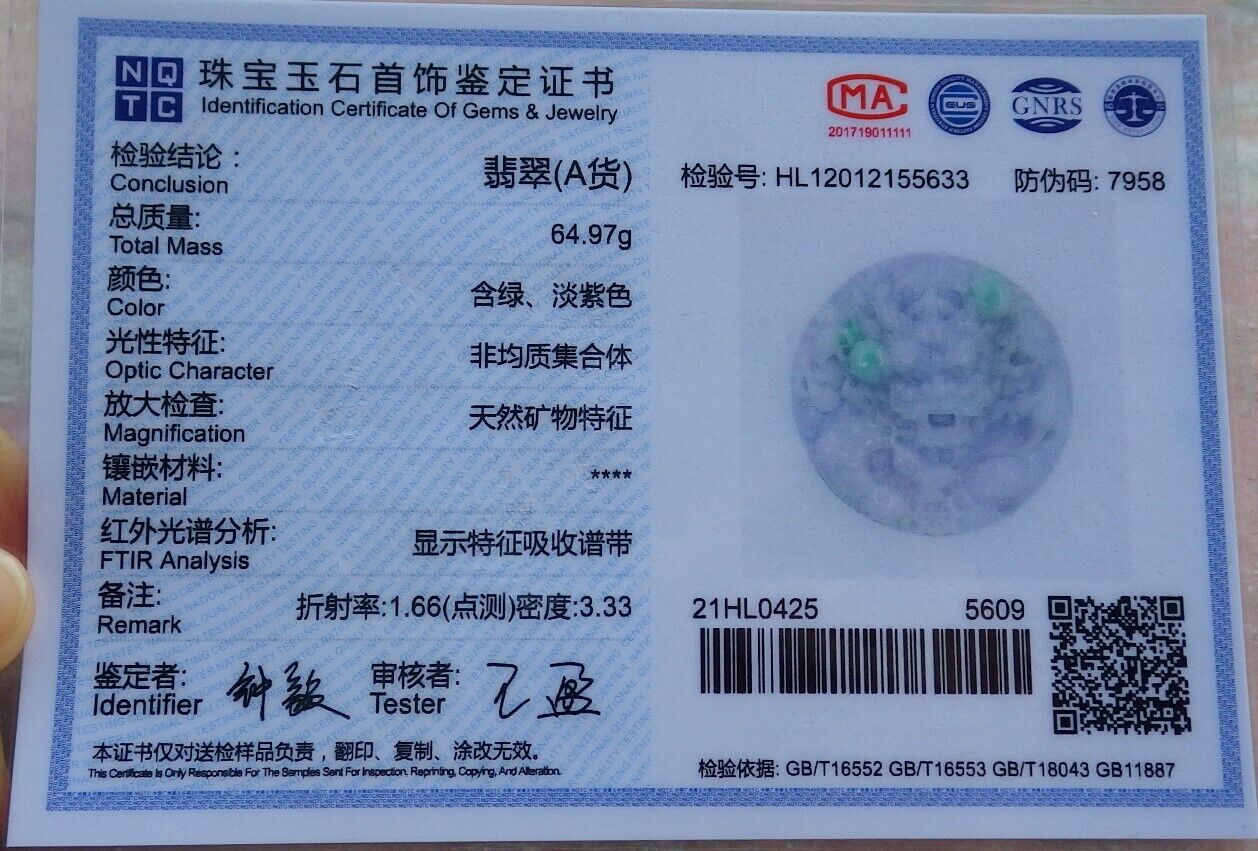 NQ
TC
珠宝玉石首饰鉴定证书
Identification Certificate Of Gems & Jewelry
CMA
201719011111
GNRS
检验结论：
Conclusion
翡翠(A货)
检验号: HL12012155633
防伪码: 7958
总质量:
Total Mass
64.97g
颜色:
Color
含绿、淡紫色
光性特征:
Optic Character
非均质集合体
放大检查:
Magnification
天然矿物特征
镶嵌材料:
Material
****
红外光谱分析:
FTIR Analysis
显示特征吸收谱带
备注:
Remark
折射率:1.66(点测)密度:3.33
21HL0425
5609
鉴定者:
Identifier
钟敏
审核者:
Tester
本证书仅对送检样品负责，翻印、复制、涂改无效。
This Certificate Is Only Responsible For The Samples Sent For Inspection. Reprinting, Copying, And Alteration.
检验依据: GB/T16552 GB/T16553 GB/T18043 GB11887